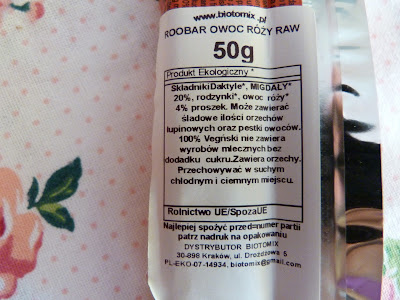 www.biotomix.pl
ROOBAR OWOC RÓŻY RAW
50g
Produkt Ekologiczny *
SkładnikiDaktyle*, MIGDAŁY*
20%, rodzynki*, owoc róży*
4% proszek. Może zawierać
śladowe ilości orzechów
łupinowych oraz pestki owoców.
100% Vegński nie Zawiera
wyrobów mlecznych bez
dodadku cukru.Zawiera orzechy.
Przechowywać w suchym
chłodnym i ciemnym miejscu.
Rolnictwo UE/SpozaUE
Najlepiej spożyć przed=numer partii
patrz nadruk na opakowaniu
DYSTRYBUTOR BIOTOMIX
30-898 Kraków, ul. Drozdowa 5
PL-EKO-07-14934, biotomix@gmail.com